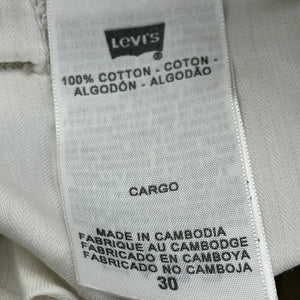 Levi's
®
100% COTTON - COTON -
ALGODÓN - ALGODÃO
CARGO
MADE IN CAMBODIA
FABRIQUE AU CAMBODGE
FABRICADO EN CAMBOYA
FABRICADO NO CAMBOJA
30